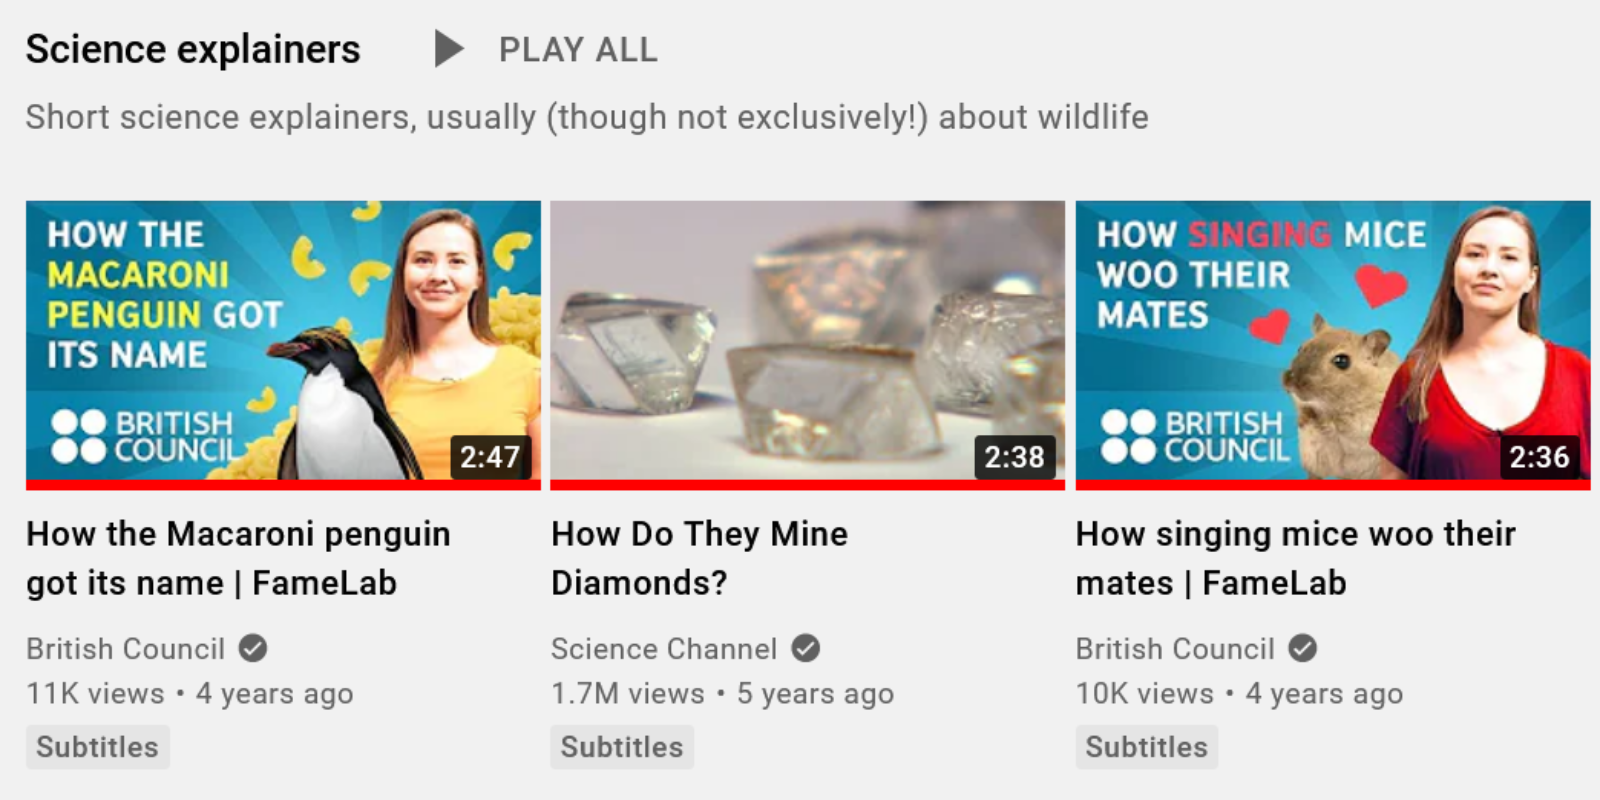 Science explainers
PLAY ALL
Short science explainers, usually (though not exclusively!) about wildlife
HOW THE
MACARONI
PENGUIN GOT
ITS NAME
BRITISH
COUNCIL
2:47
2:38
HOW SINGING MICE
WOO THEIR
MATES
BRITISH
COUNCIL
2:36
How the Macaroni penguin
got its name | FameLab
British Council
11K views • 4 years ago
Subtitles
How Do They Mine
Diamonds?
Science Channel
1.7M views • 5 years ago
Subtitles
How singing mice woo their
mates | FameLab
British Council
10K views • 4 years ago
Subtitles